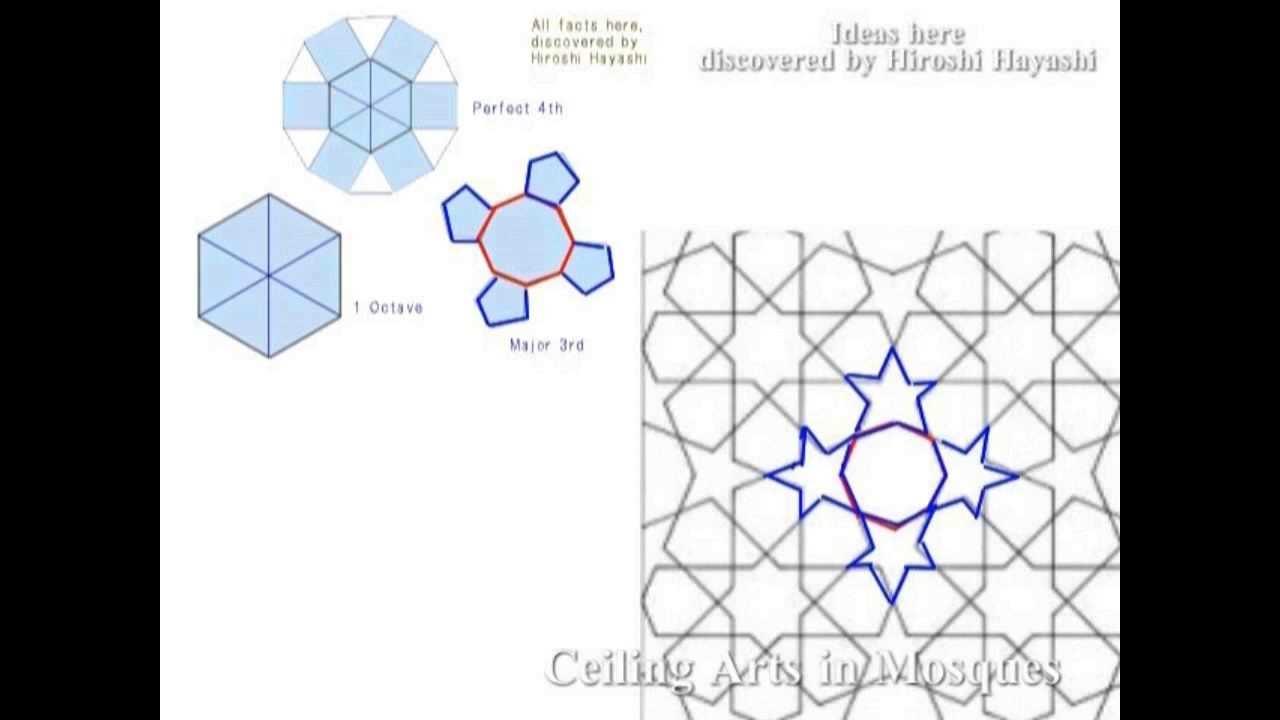 All facts here,
discovered by
Hiroshi Hayashi
Ideas here
discovered by Hiroshi Hayashi
Perfect 4th
1 Octave
Major 3rd
Ceiling Arts in Mosques